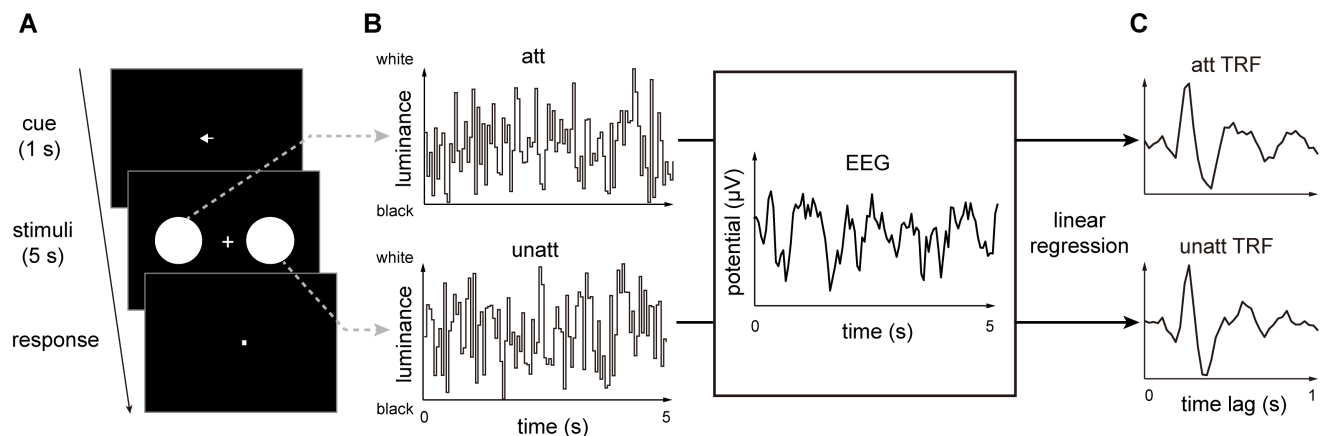 A
B
C
cue
(1 s)
stimuli
(5 s)
response
att
white
luminance
black
unatt
white
luminance
black
0
5
time (s)
EEG
potential (μV)
0
5
time (s)
linear
regression
att TRF
unatt TRF
0
1
time lag (s)